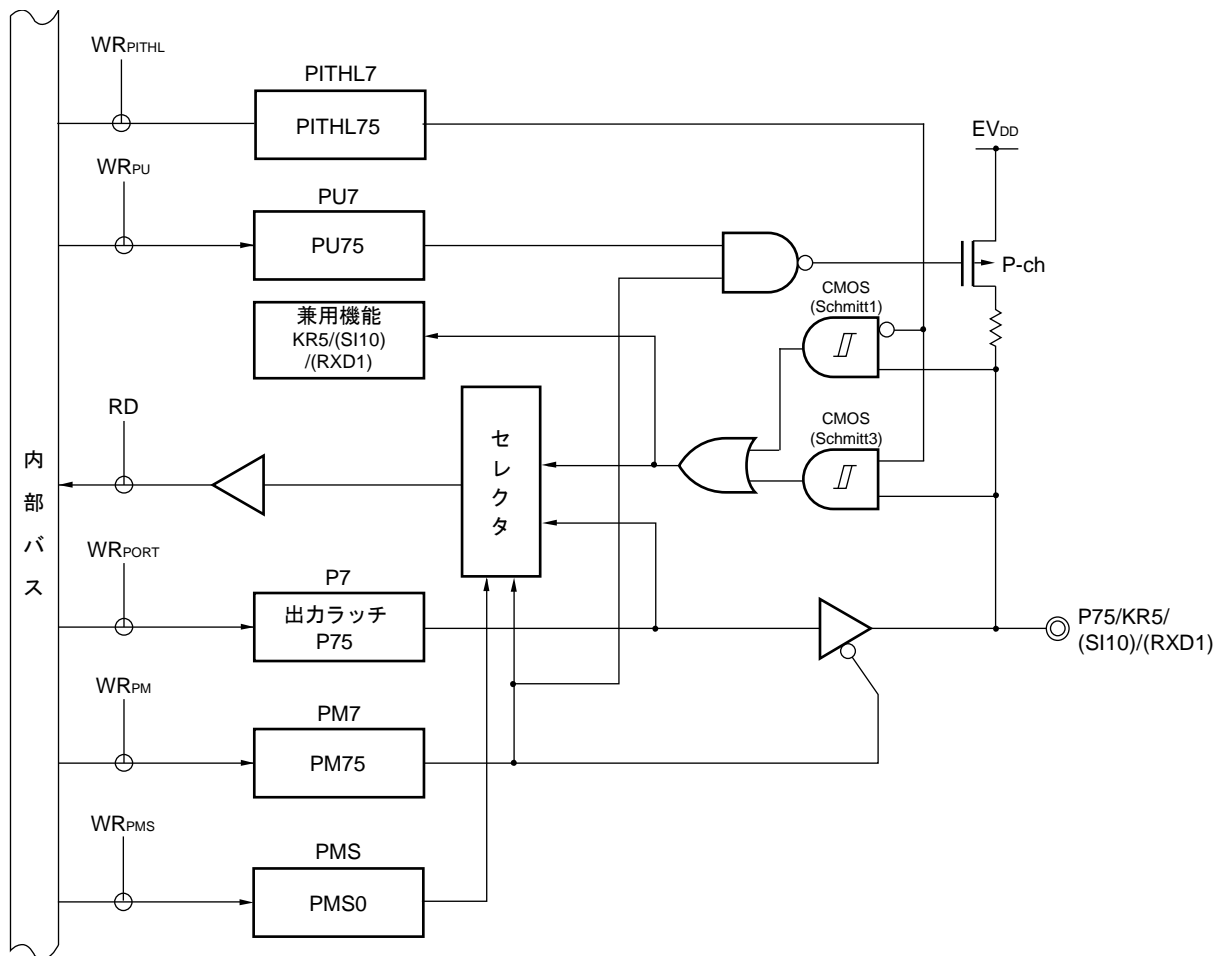 WRPITHL
PITHL7
PITHL75
EVDD
WRPU
PU7
PU75
P-ch
兼用機能
KR5/(SI10)
/(RXD1)
CMOS
(Schmitt1)
RD
セレクタ
CMOS
(Schmitt3)
内部バス
WRPORT
P7
出力ラッチ
P75
P75/KR5/
(SI10)/(RXD1)
WRPM
PM7
PM75
WRPMS
PMS
PMS0